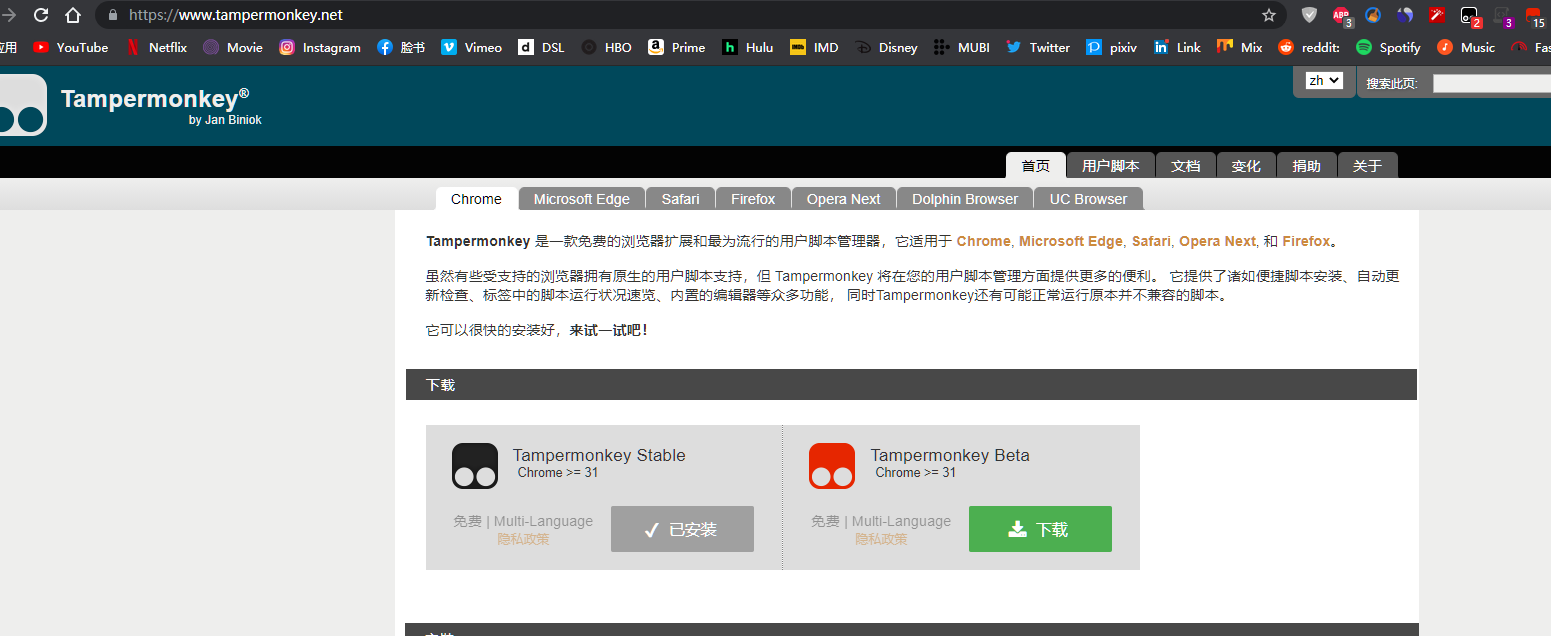 https://www.tampermonkey.net
ABP 3 2 3 15
应用 YouTube Netflix Movie Instagram 脸书 Vimeo DSL HBO Prime Hulu IMD Disney MUBI Twitter pixiv Link Mix reddit: Spotify Music Fas
Tampermonkey®
by Jan Biniok
zh 搜索此页:
首页 用户脚本 文档 变化 捐助 关于
Chrome Microsoft Edge Safari Firefox Opera Next Dolphin Browser UC Browser
Tampermonkey 是一款免费的浏览器扩展和最为流行的用户脚本管理器，它适用于 Chrome, Microsoft Edge, Safari, Opera Next, 和 Firefox。
虽然有些受支持的浏览器拥有原生的用户脚本支持，但 Tampermonkey 将在您的用户脚本管理方面提供更多的便利。 它提供了诸如便捷脚本安装、自动更
新检查、标签中的脚本运行状况速览、内置的编辑器等众多功能， 同时Tampermonkey还有可能正常运行原本并不兼容的脚本。
它可以很快的安装好，来试一试吧！
下载
Tampermonkey Stable
Chrome >= 31
免费 | Multi-Language
隐私政策
已安装
Tampermonkey Beta
Chrome >= 31
免费 | Multi-Language
隐私政策
下载